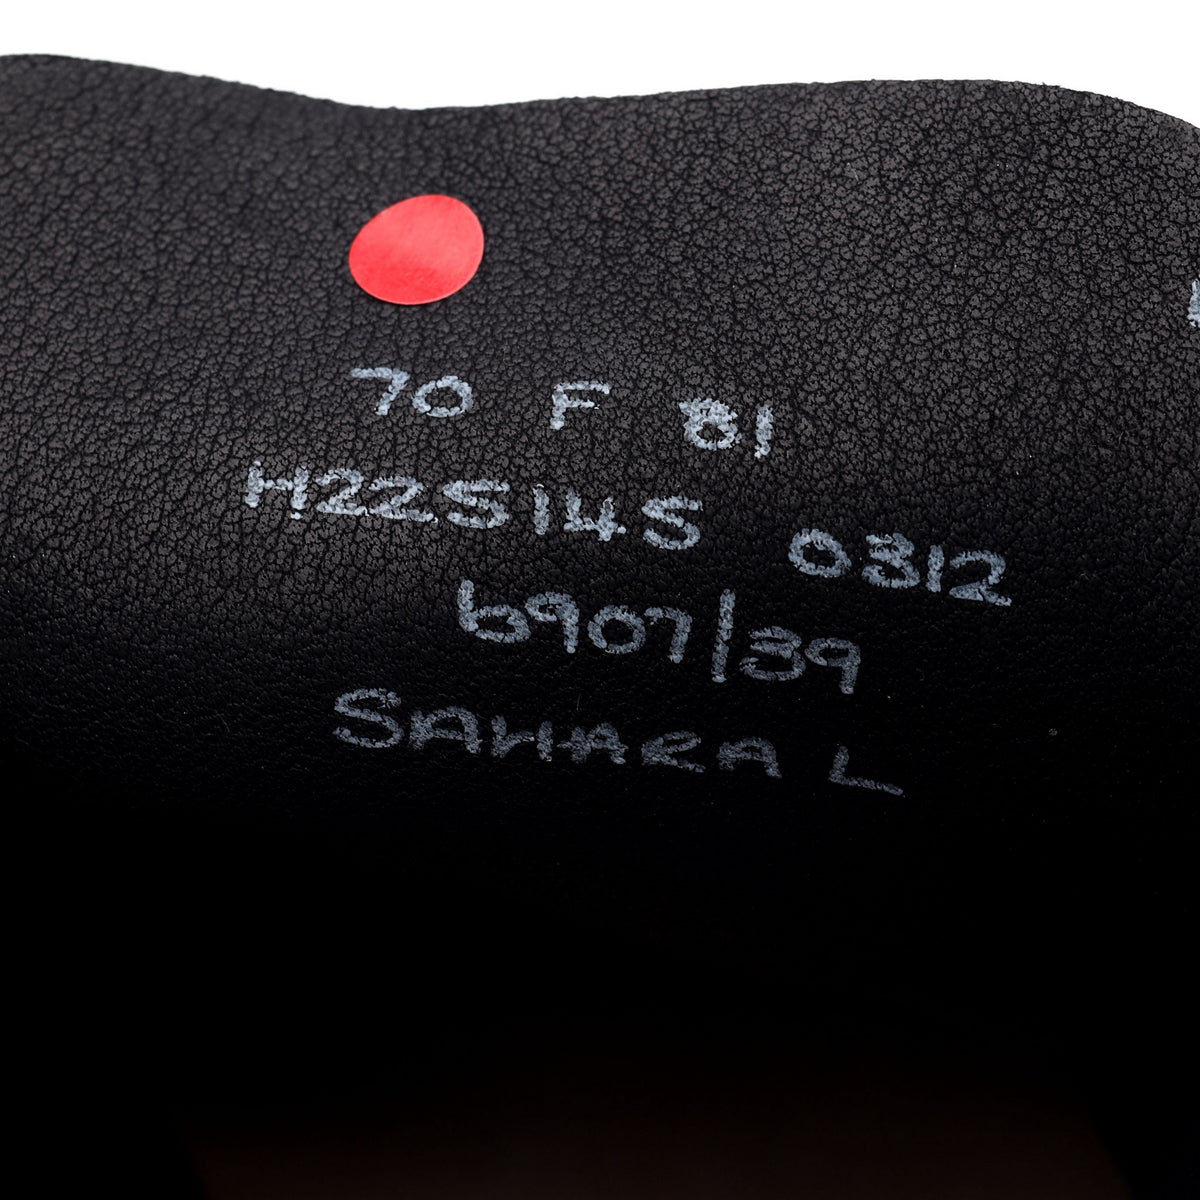 70 F 81
H22S14S 0312
6907/39
SAHARA L